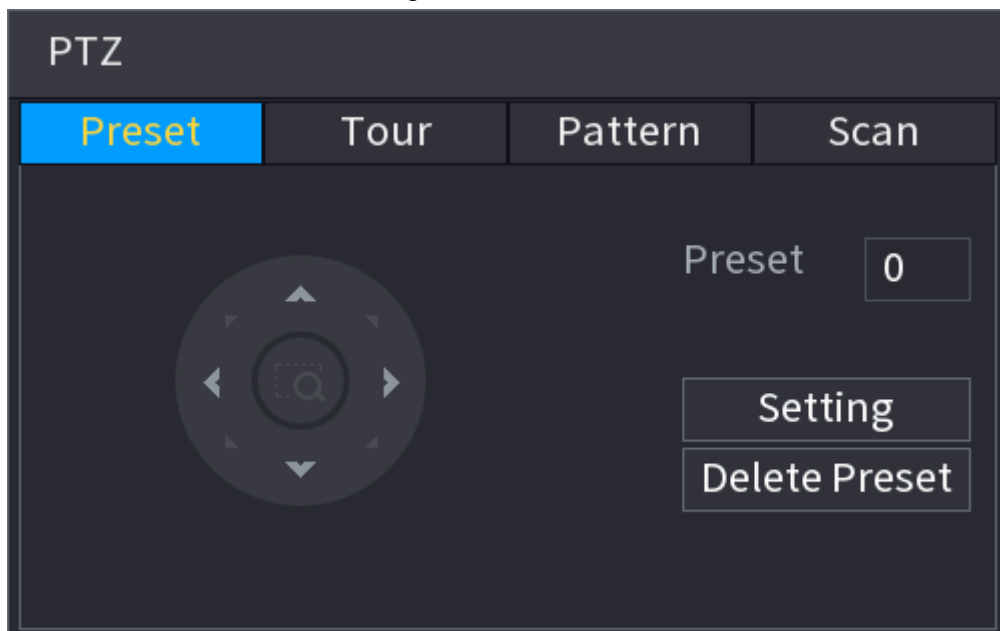 PTZ
Preset Tour Pattern Scan
Preset 0
Setting
Delete Preset